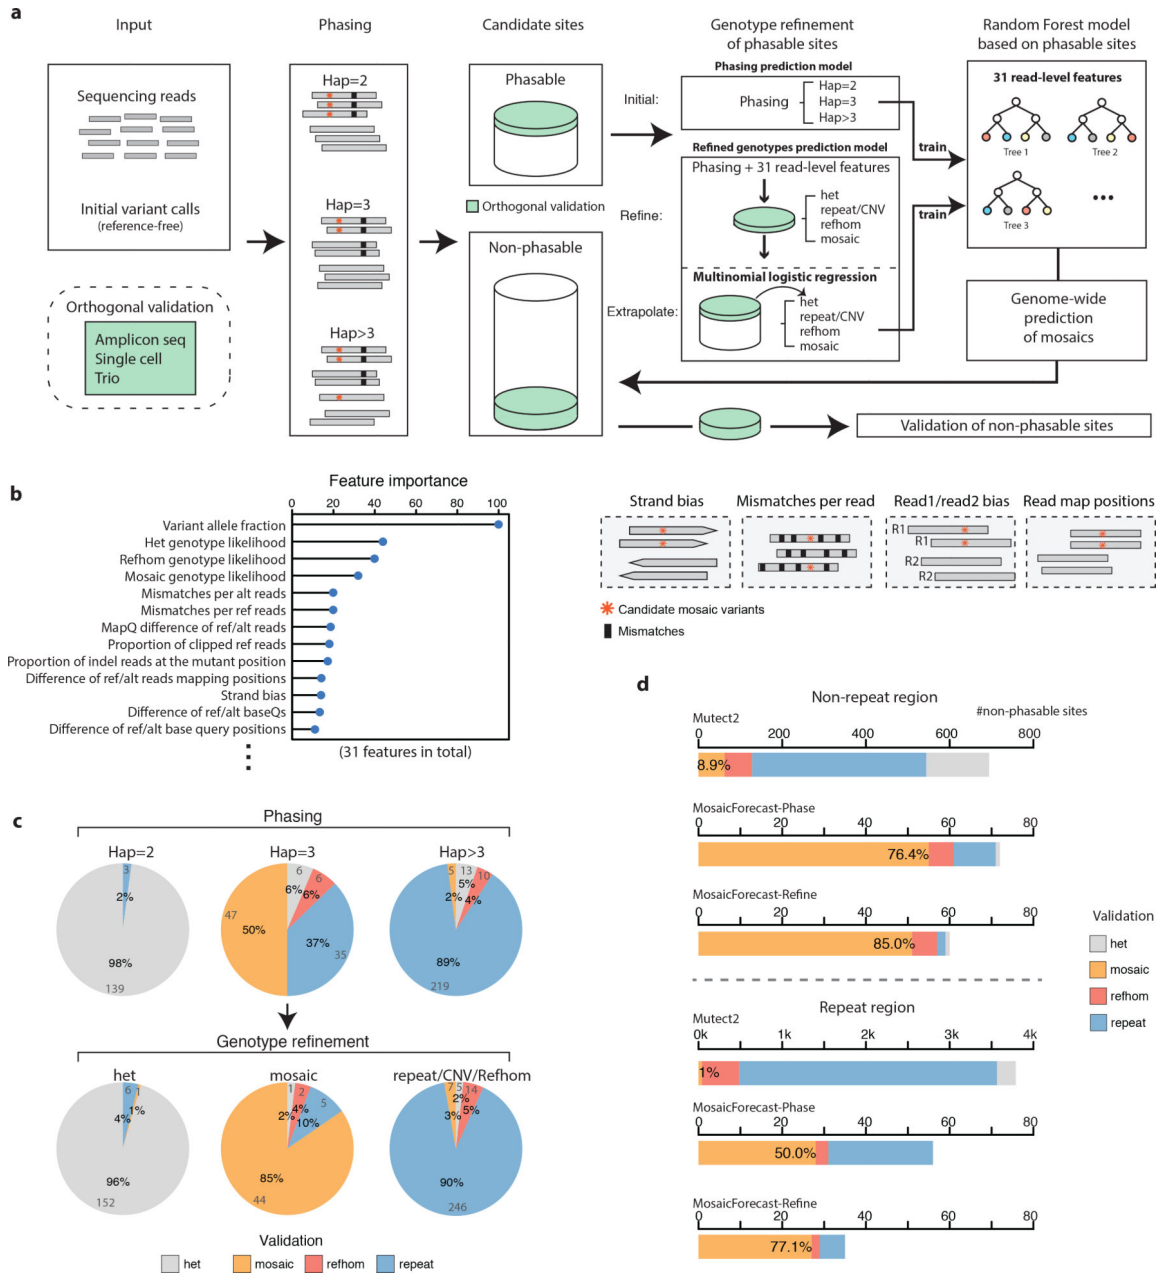 a
Input
Phasing
Candidate sites
Genotype refinement
of phasable sites
Random Forest model
based on phasable sites
Sequencing reads
Initial variant calls
(reference-free)
Orthogonal validation
Amplicon seq
Single cell
Trio
Hap=2
Hap=3
Hap>3
Phasable
Orthogonal validation
Non-phasable
Initial:
Refine:
Extrapolate:
Phasing prediction model
Phasing
Hap=2
Hap=3
Hap>3
Refined genotypes prediction model
Phasing + 31 read-level features
het
repeat/CNV
refhom
mosaic
Multinomial logistic regression
het
repeat/CNV
refhom
mosaic
train
train
31 read-level features
Tree 1
Tree 2
Tree 3
Genome-wide
prediction
of mosaics
Validation of non-phasable sites
b
Feature importance
0 20 40 60 80 100
Variant allele fraction
Het genotype likelihood
Refhom genotype likelihood
Mosaic genotype likelihood
Mismatches per alt reads
Mismatches per ref reads
MapQ difference of ref/alt reads
Proportion of clipped ref reads
Proportion of indel reads at the mutant position
Difference of ref/alt reads mapping positions
Strand bias
Difference of ref/alt baseQs
Difference of ref/alt base query positions
(31 features in total)
Strand bias
Mismatches per read
Read1/read2 bias
Read map positions
R1
R1
R2
R2
Candidate mosaic variants
Mismatches
c
Phasing
Hap=2
3
2%
98%
139
Hap=3
6
6
6%
6%
47
50%
37%
35
Hap>3
5
13
10
2%
5%
4%
89%
219
Genotype refinement
het
6
1
4%
1%
96%
152
mosaic
1
2
5
2%
4%
10%
85%
44
repeat/CNV/Refhom
7
5
14
3%
2%
5%
90%
246
Validation
het
mosaic
refhom
repeat
d
Non-repeat region
#non-phasable sites
Mutect2
0 200 400 600 800
8.9%
MosaicForecast-Phase
0 20 40 60 80
76.4%
MosaicForecast-Refine
0 20 40 60 80
85.0%
Validation
het
mosaic
refhom
repeat
Repeat region
Mutect2
0k 1k 2k 3k 4k
1%
MosaicForecast-Phase
0 20 40 60 80
50.0%
MosaicForecast-Refine
0 20 40 60 80
77.1%